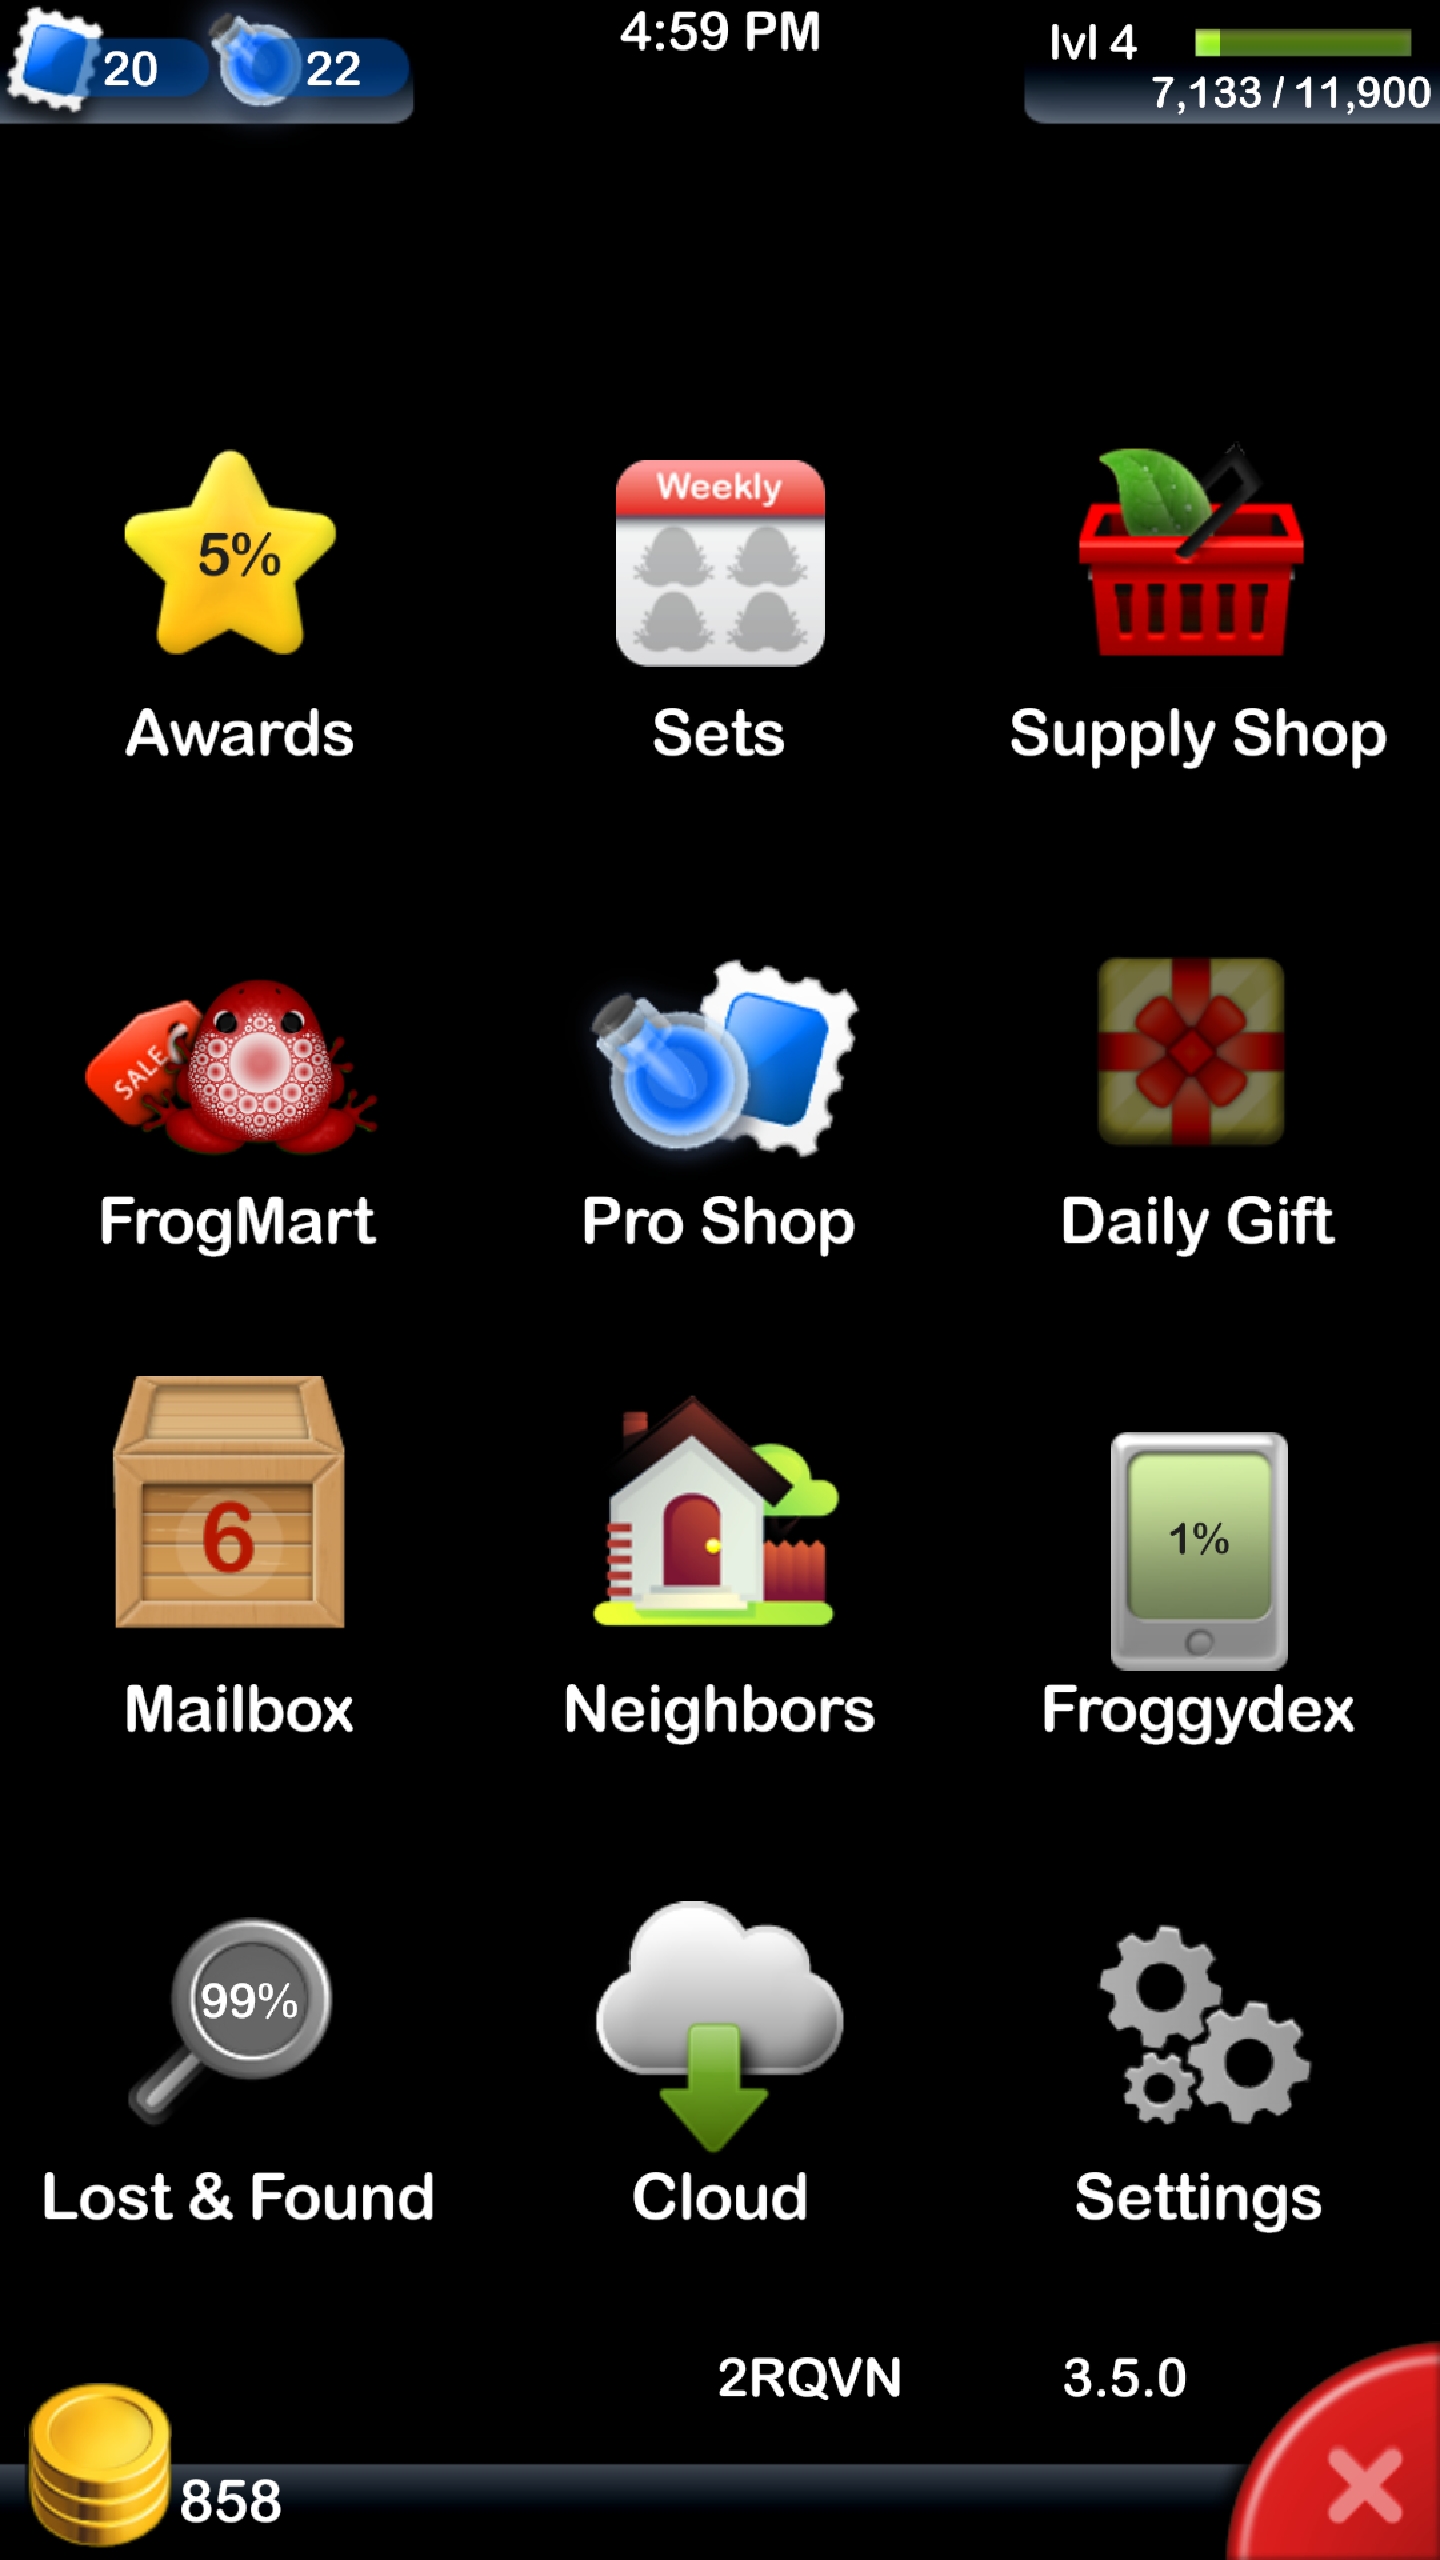 20
22
4:59 PM
lvl 4
7,133 / 11,900
5%
Weekly
Awards
Sets
Supply Shop
SALE
FrogMart
Pro Shop
Daily Gift
6
1%
Mailbox
Neighbors
Froggydex
99%
Lost & Found
Cloud
Settings
2RQVN
3.5.0
858